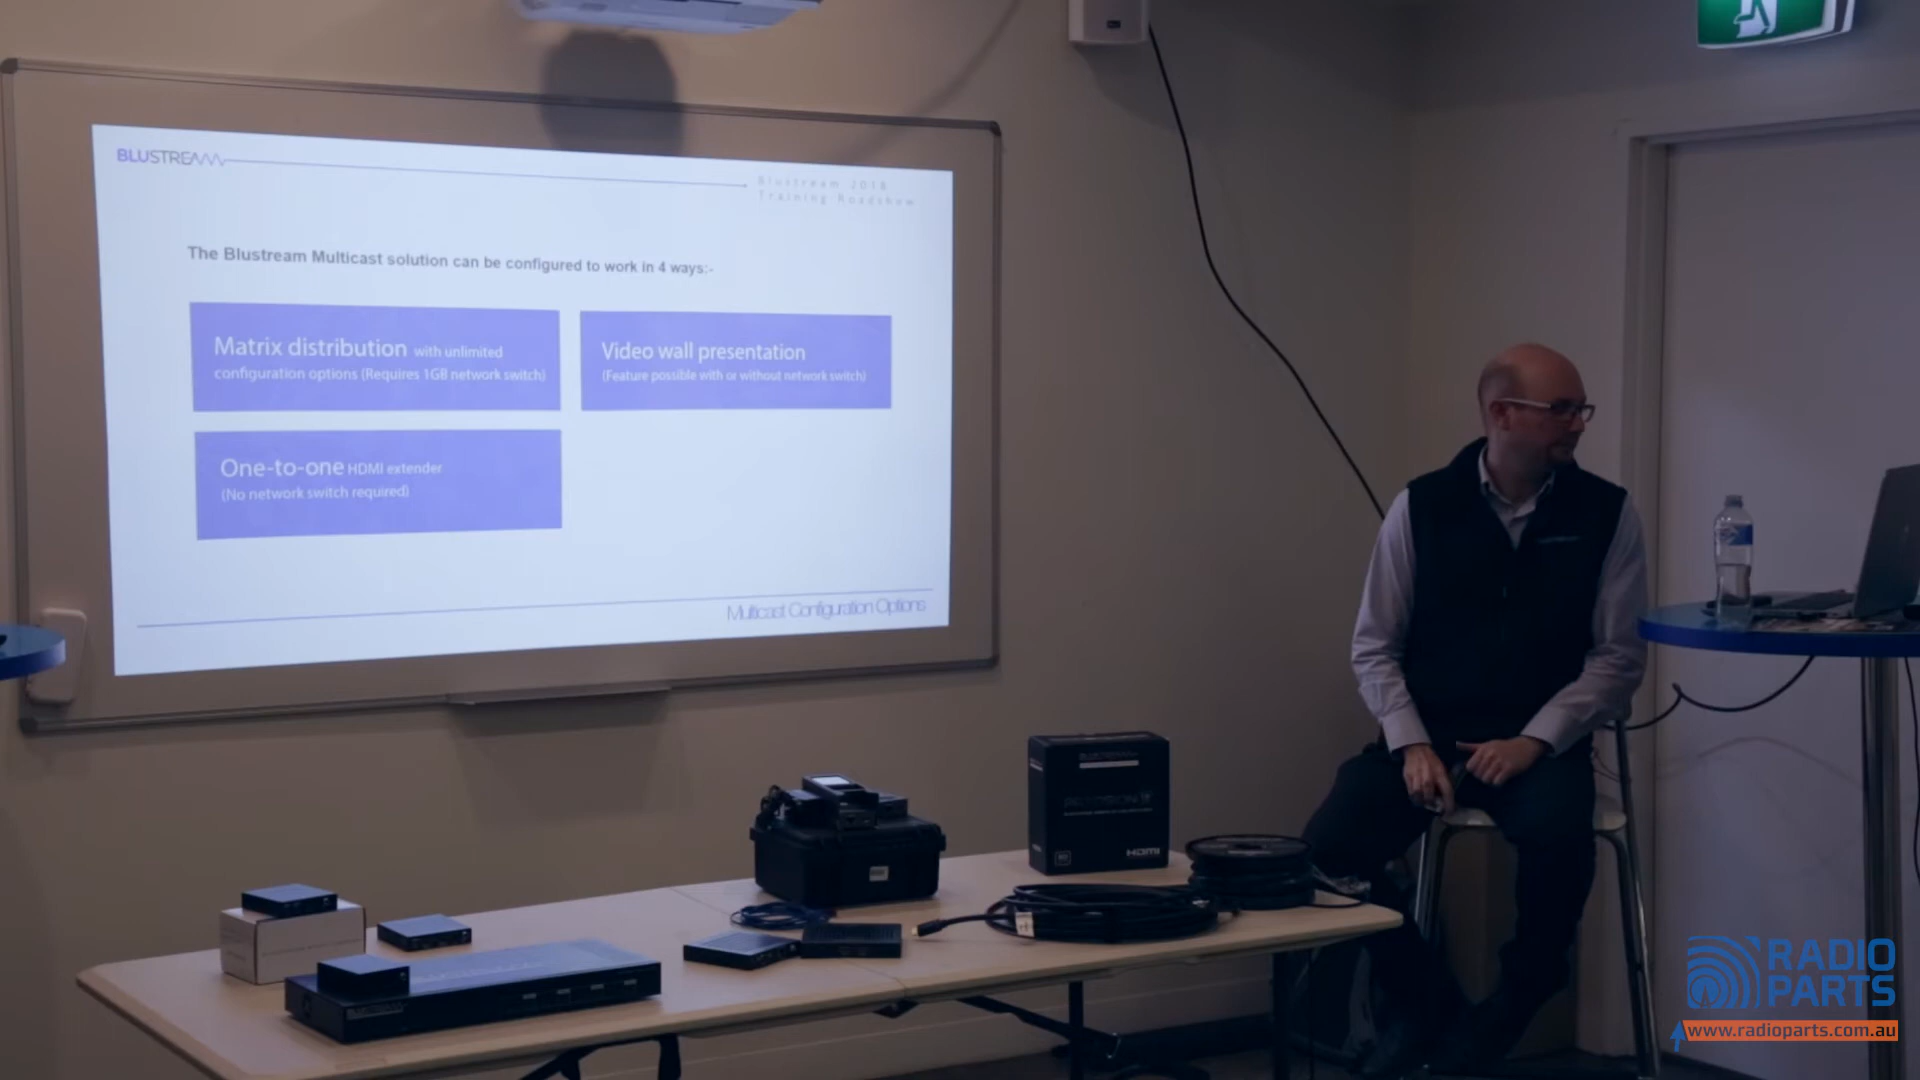 BLUSTREAM
Blustream 2018
Training Roadshow
The Blustream Multicast solution can be configured to work in 4 ways:-
Matrix distribution with unlimited
configuration options (Requires 1GB network switch)
Video wall presentation
(Feature possible with or without network switch)
One-to-one HDMI extender
(No network switch required)
Multicast Configuration Options
BLUSTREAM
HDMI
RADIO
PARTS
www.radioparts.com.au